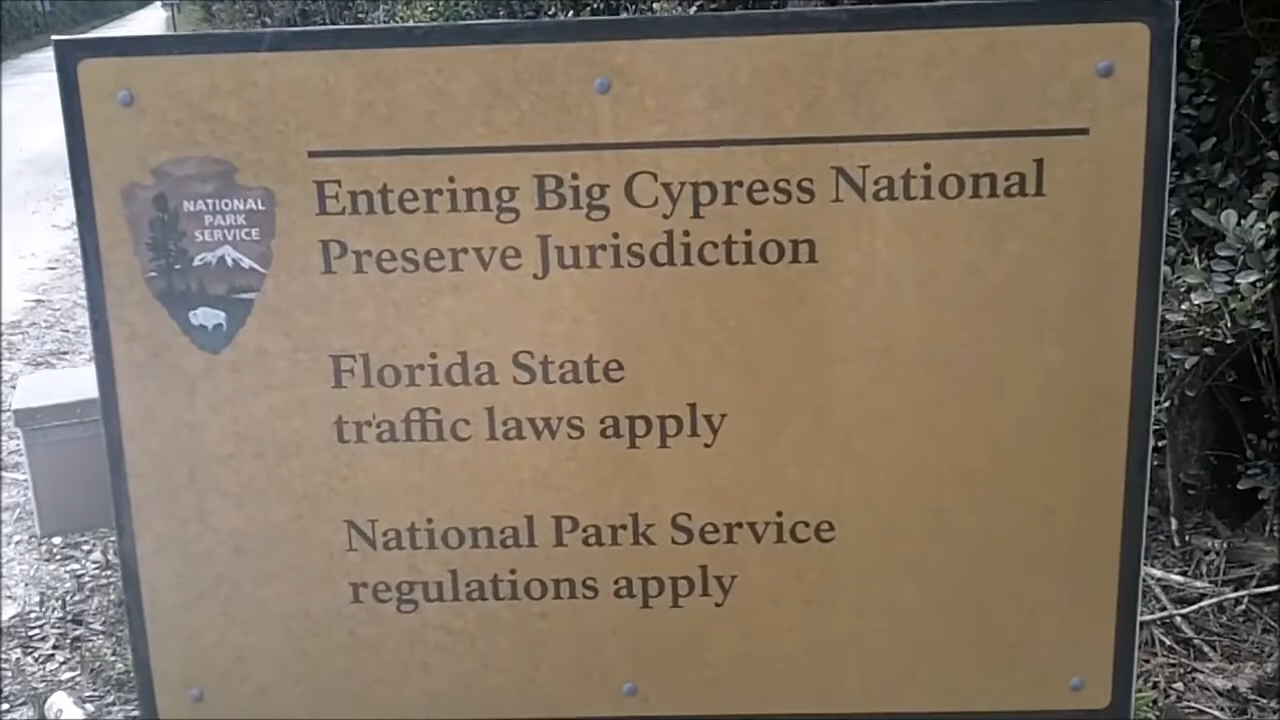 NATIONAL
PARK
SERVICE
Entering Big Cypress National
Preserve Jurisdiction
Florida State
traffic laws apply
National Park Service
regulations apply